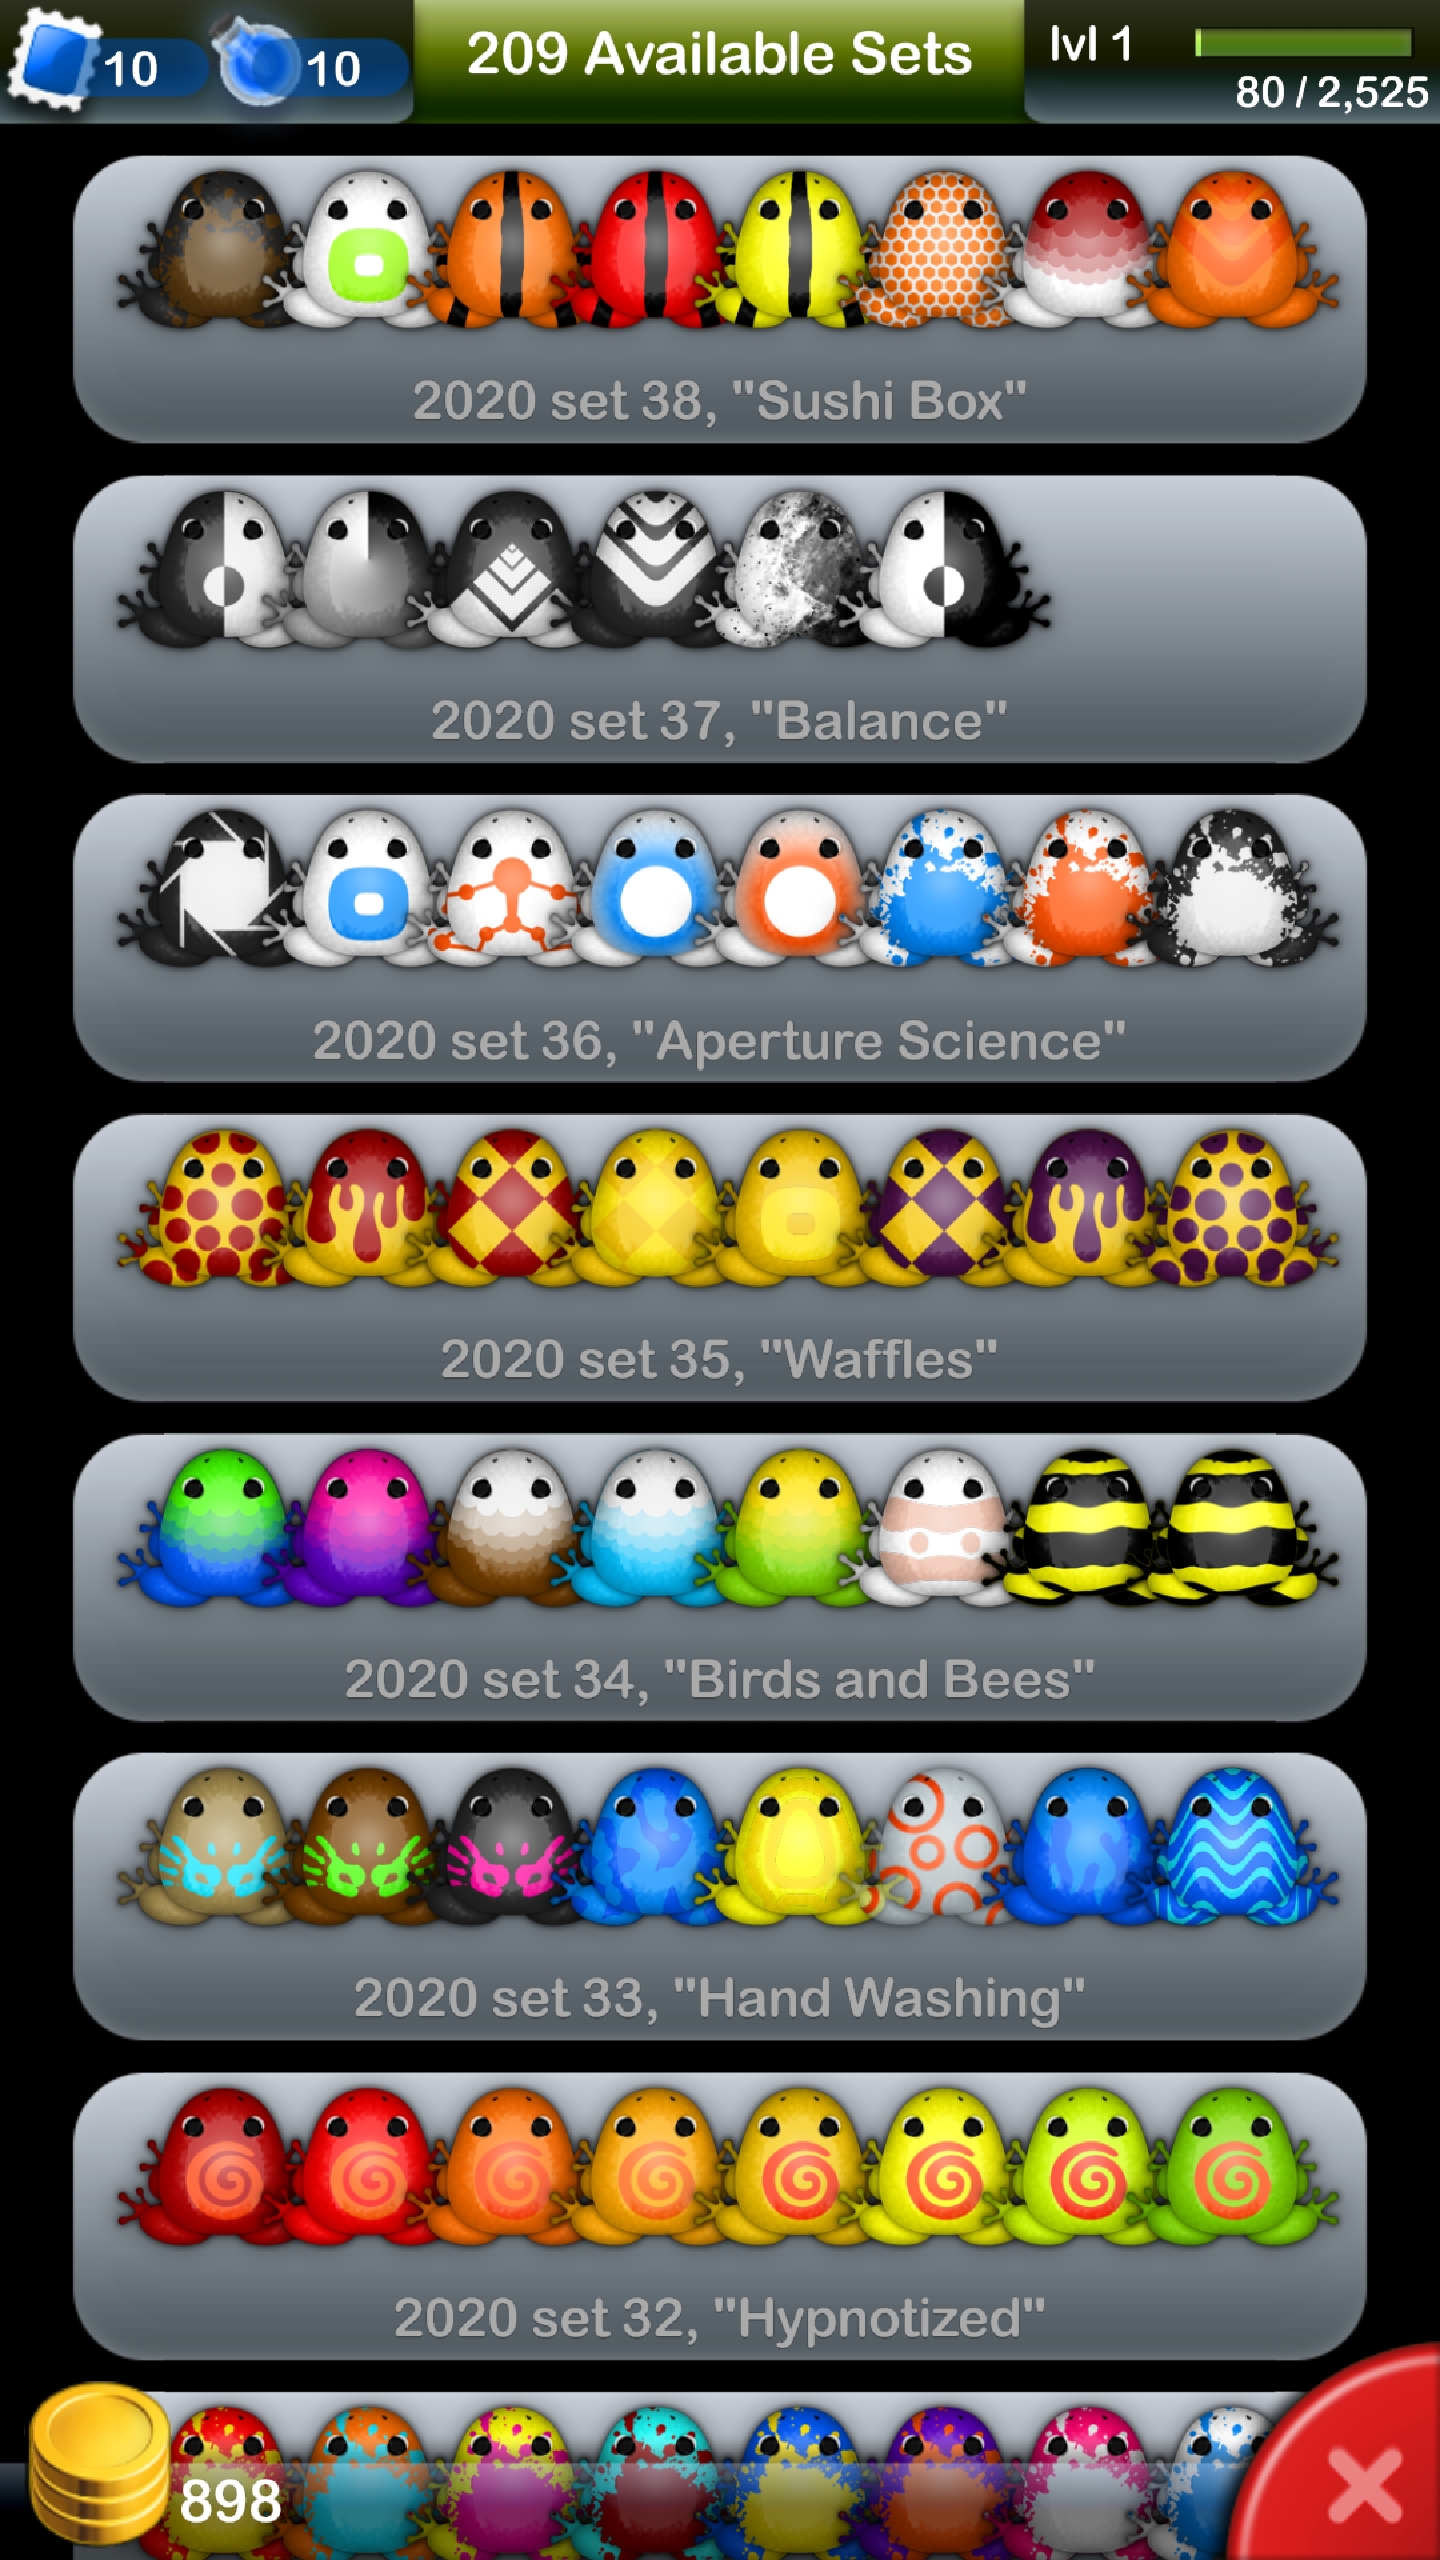 10
10
209 Available Sets
lvl 1
80 / 2,525
2020 set 38, "Sushi Box"
2020 set 37, "Balance"
2020 set 36, "Aperture Science"
2020 set 35, "Waffles"
2020 set 34, "Birds and Bees"
2020 set 33, "Hand Washing"
2020 set 32, "Hypnotized"
898